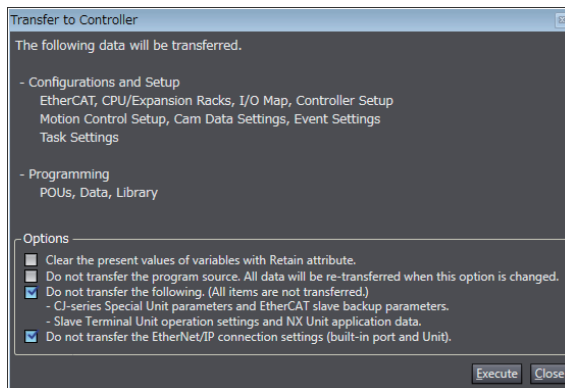 Transfer to Controller
The following data will be transferred.
- Configurations and Setup
EtherCAT, CPU/Expansion Racks, I/O Map, Controller Setup
Motion Control Setup, Cam Data Settings, Event Settings
Task Settings
- Programming
POUs, Data, Library
Options
Clear the present values of variables with Retain attribute.
Do not transfer the program source. All data will be re-transferred when this option is changed.
Do not transfer the following. (All items are not transferred.)
- CJ-series Special Unit parameters and EtherCAT slave backup parameters.
- Slave Terminal Unit operation settings and NX Unit application data.
Do not transfer the EtherNet/IP connection settings (built-in port and Unit).
Execute Close